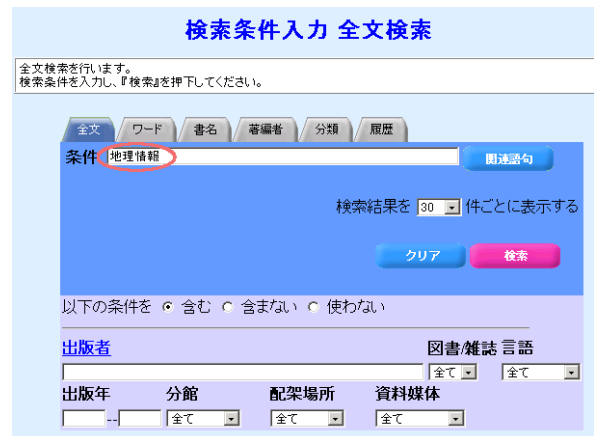 検索条件入力 全文検索
全文検索を行います。
検索条件を入力し、『検索』を押下してください。
全文 ワード 書名 著編者 分類 履歴
条件 地理情報 関連語句
検索結果を 30 件ごとに表示する
クリア 検索
以下の条件を 含む 含まない 使わない
出版者 図書/雑誌 言語
全て 全て
出版年 分館 配架場所 資料媒体
-- 全て 全て 全て